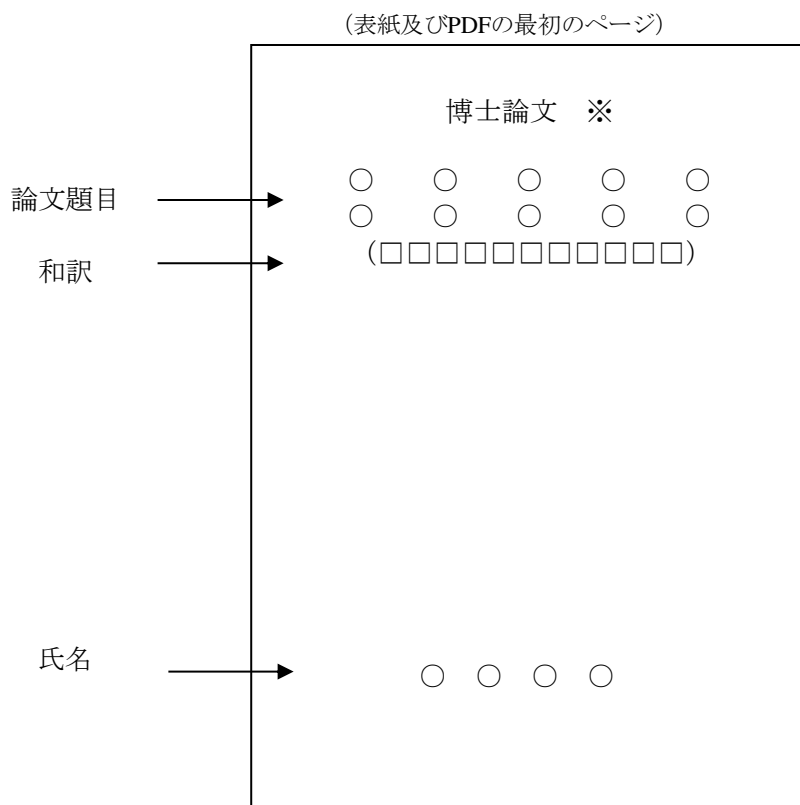 （表紙及びPDFの最初のページ）
博士論文　※
論文題目
○　○　○　○　○
○　○　○　○　○
和訳
（□□□□□□□□□□□）
氏名
○　○　○　○